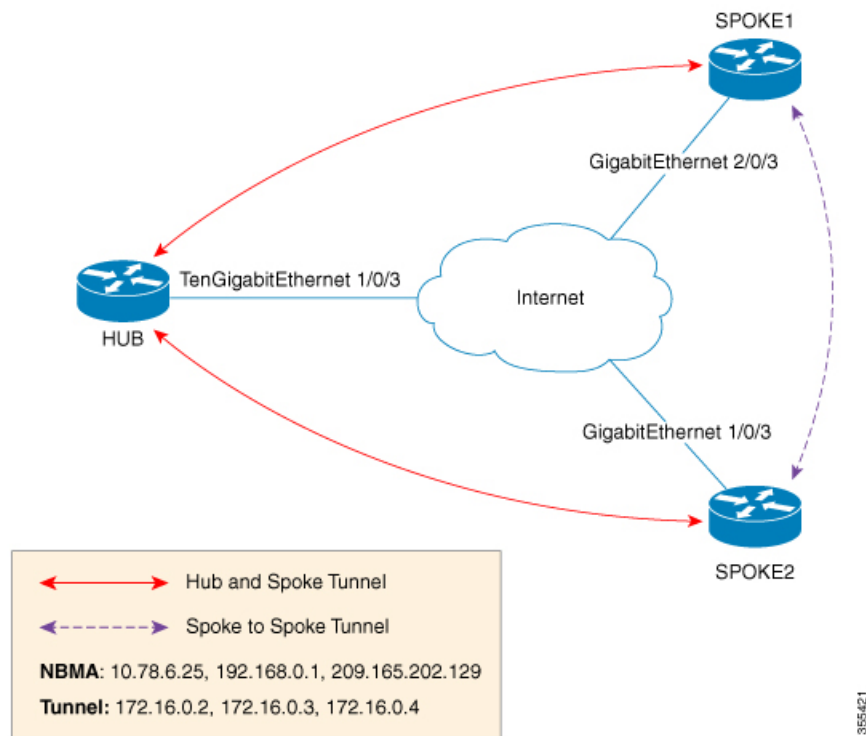 SPOKE1
GigabitEthernet 2/0/3
TenGigabitEthernet 1/0/3
Internet
HUB
GigabitEthernet 1/0/3
SPOKE2
Hub and Spoke Tunnel
Spoke to Spoke Tunnel
NBMA: 10.78.6.25, 192.168.0.1, 209.165.202.129
Tunnel: 172.16.0.2, 172.16.0.3, 172.16.0.4
355421